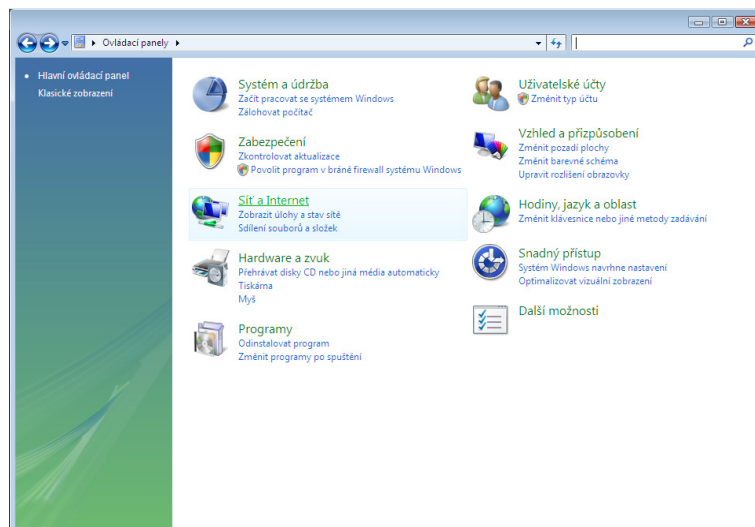 Ovládací panely
Hlavní ovládací panel
Klasické zobrazení
Systém a údržba
Začít pracovat se systémem Windows
Zálohovat počítač
Zabezpečení
Zkontrolovat aktualizace
Povolit program v bráně firewall systému Windows
Síť a Internet
Zobrazit úlohy a stav sítě
Sdílení souborů a složek
Hardware a zvuk
Přehrávat disky CD nebo jiná média automaticky
Tiskárna
Myš
Programy
Odinstalovat program
Změnit programy po spuštění
Uživatelské účty
Změnit typ účtu
Vzhled a přizpůsobení
Změnit pozadí plochy
Změnit barevné schéma
Upravit rozlišení obrazovky
Hodiny, jazyk a oblast
Změnit klávesnice nebo jiné metody zadávání
Snadný přístup
Systém Windows navrhne nastavení
Optimalizovat vizuální zobrazení
Další možnosti